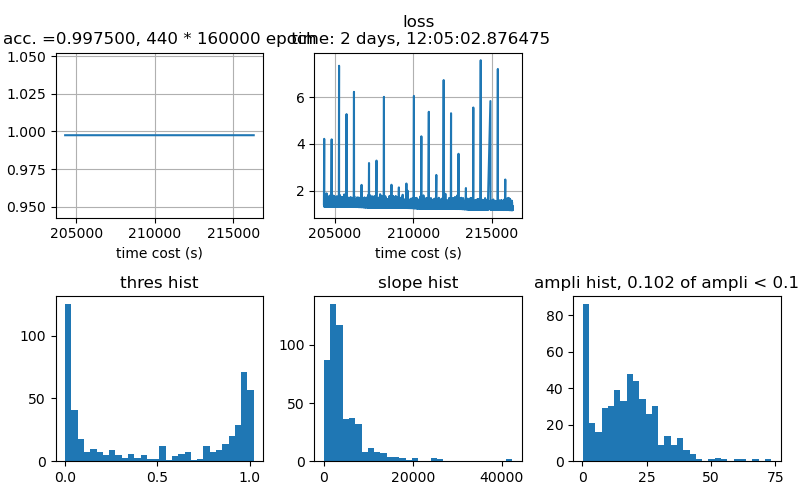 loss
acc. =0.997500, 440 * 160000 epoch
time: 2 days, 12:05:02.876475
1.050
1.025
1.000
0.975
0.950
205000 210000 215000
time cost (s)
6
4
2
205000 210000 215000
time cost (s)
thres hist
100
50
0
0.0 0.5 1.0
slope hist
100
50
0
0 20000 40000
ampli hist, 0.102 of ampli < 0.1
80
60
40
20
0
0 25 50 75